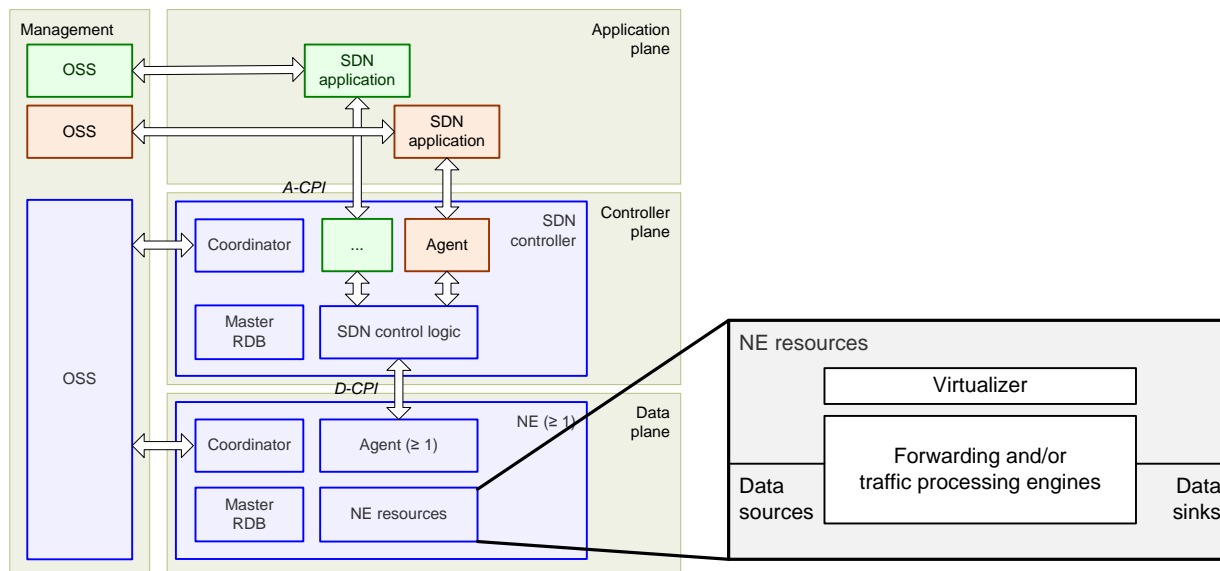 Management
OSS
OSS
OSS
Application
plane
SDN
application
SDN
application
A-CPI
Controller
plane
SDN
controller
Coordinator
...
Agent
Master
RDB
SDN control logic
D-CPI
Data
plane
NE (≥ 1)
Coordinator
Agent (≥ 1)
Master
RDB
NE resources
NE resources
Virtualizer
Forwarding and/or
traffic processing engines
Data
sources
Data
sinks